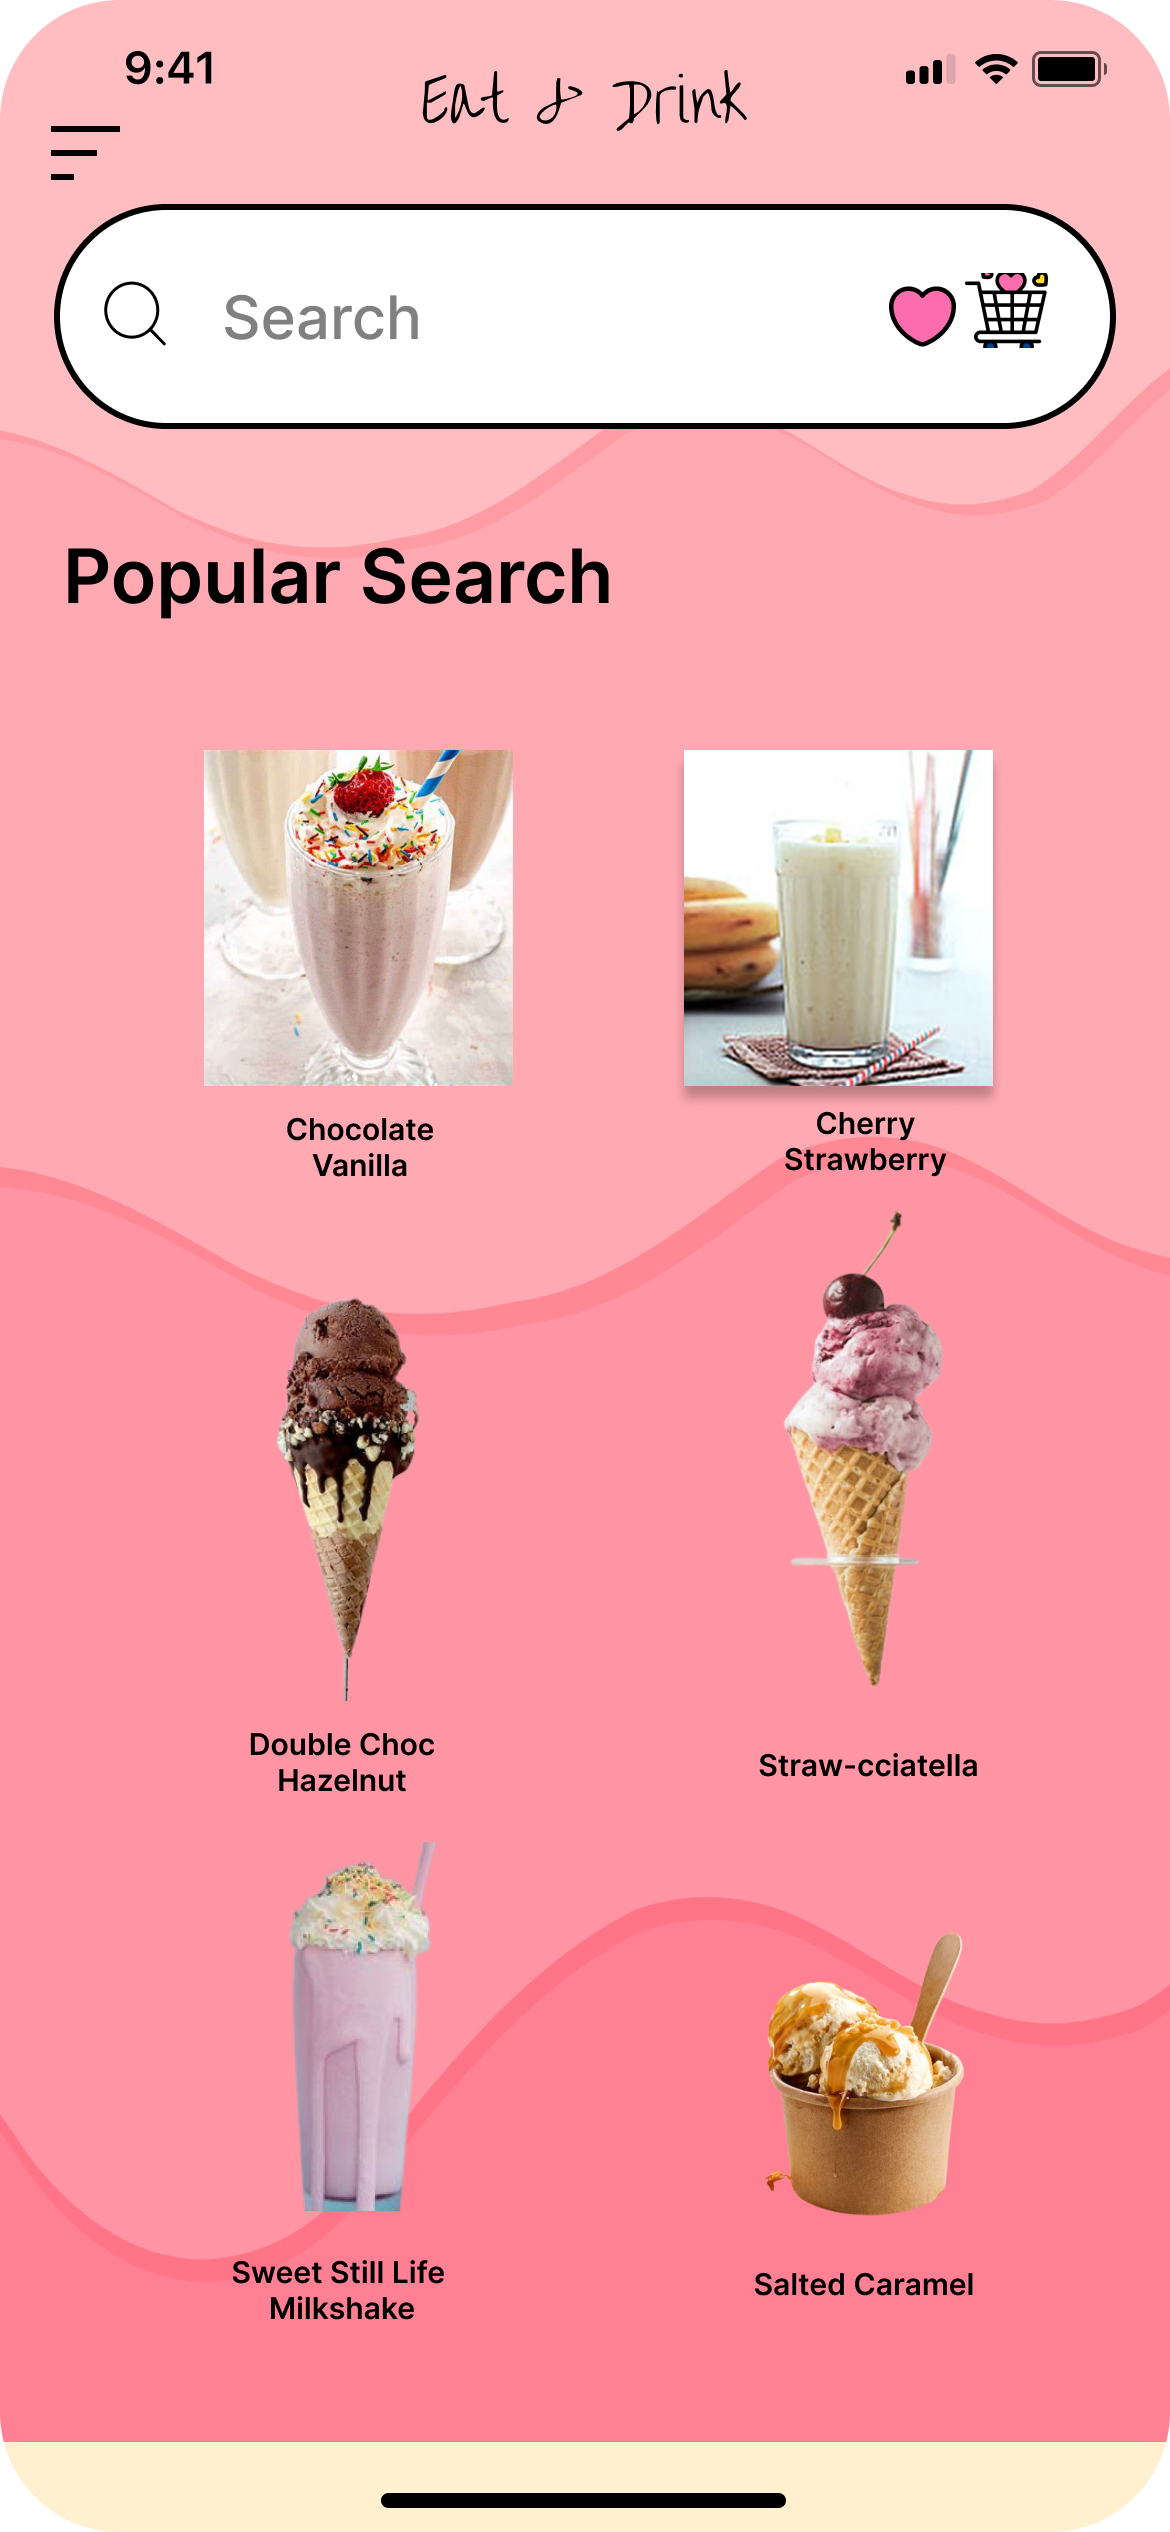 9:41
Eat & Drink
Search
Popular Search
Chocolate
Vanilla
Cherry
Strawberry
Double Choc
Hazelnut
Straw-cciatella
Sweet Still Life
Milkshake
Salted Caramel